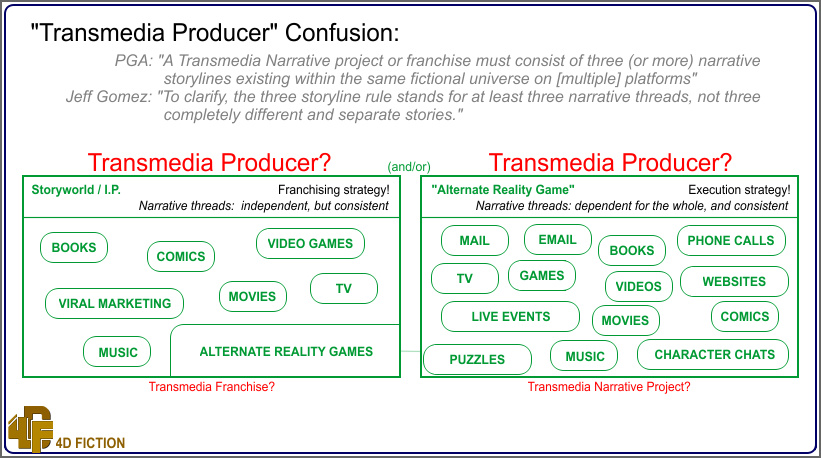 "Transmedia Producer" Confusion:
PGA: "A Transmedia Narrative project or franchise must consist of three (or more) narrative
storylines existing within the same fictional universe on [multiple] platforms"
Jeff Gomez: "To clarify, the three storyline rule stands for at least three narrative threads, not three
completely different and separate stories."
Transmedia Producer?
(and/or)
Transmedia Producer?
Storyworld / I.P.
Franchising strategy!
Narrative threads: independent, but consistent
BOOKS
COMICS
VIDEO GAMES
VIRAL MARKETING
MOVIES
TV
MUSIC
ALTERNATE REALITY GAMES
Transmedia Franchise?
"Alternate Reality Game"
Execution strategy!
Narrative threads: dependent for the whole, and consistent
MAIL
EMAIL
BOOKS
PHONE CALLS
TV
GAMES
VIDEOS
WEBSITES
LIVE EVENTS
MOVIES
COMICS
PUZZLES
MUSIC
CHARACTER CHATS
Transmedia Narrative Project?
4DF
4D FICTION